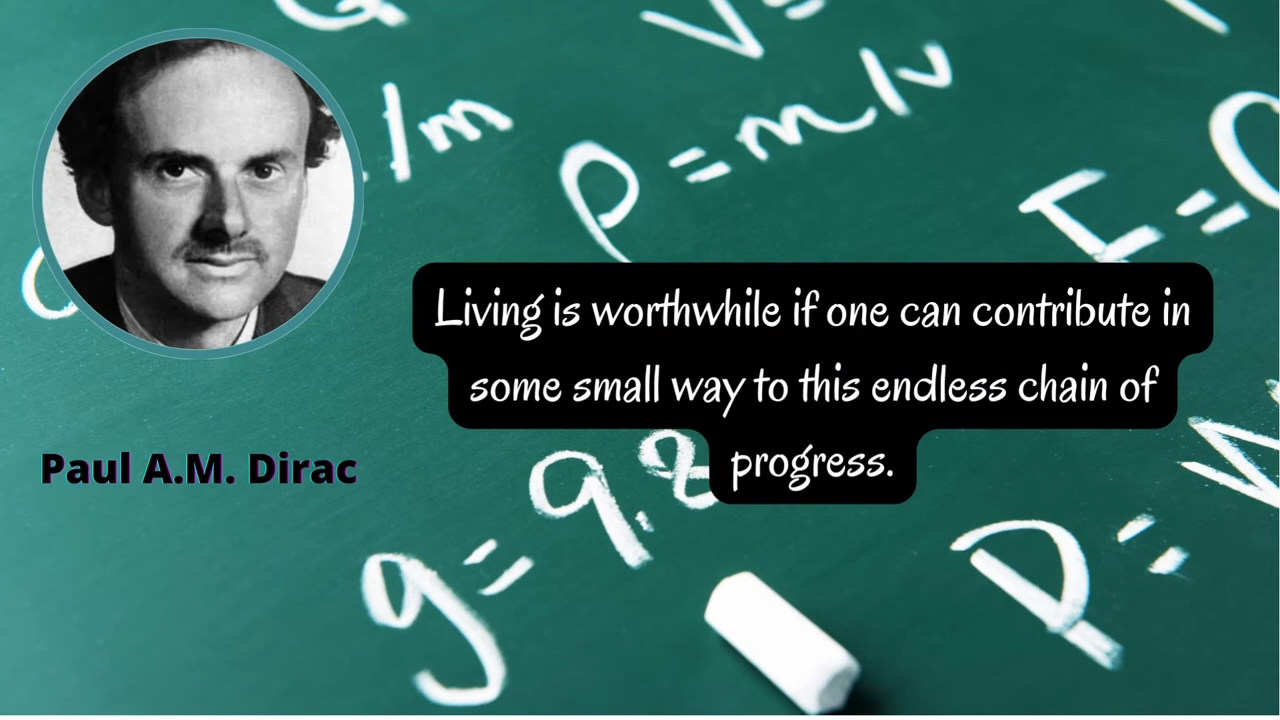 V=
/m
ρ = m/v
I=
Living is worthwhile if one can contribute in
some small way to this endless chain of
progress.
Paul A.M. Dirac
g = 9.8
P=